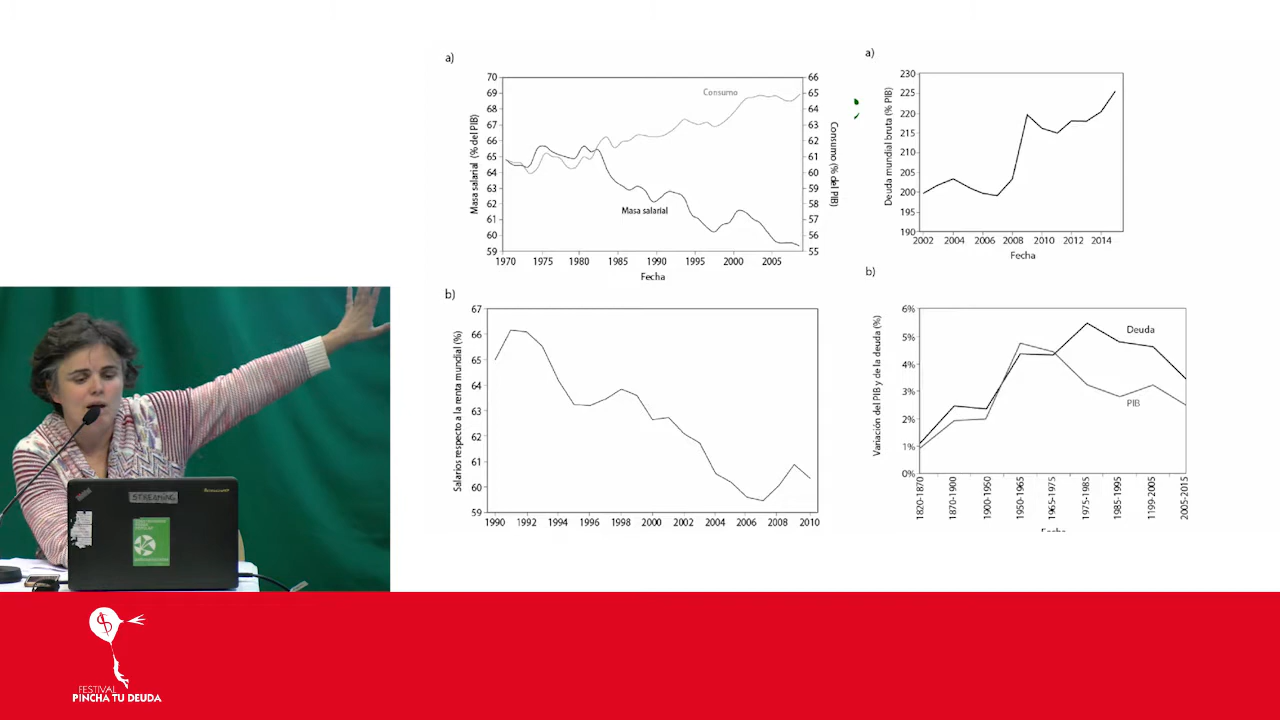 a)
70
69
68
67
66
65
64
63
62
61
60
59
Masa salarial (% del PIB)
Consumo
Masa salarial
66
65
64
63
62
61
60
59
58
57
56
55
Consumo (% del PIB)
1970 1975 1980 1985 1990 1995 2000 2005
Fecha
a)
230
225
220
215
210
205
200
195
190
Deuda mundial bruta (% PIB)
2002 2004 2006 2008 2010 2012 2014
Fecha
b)
67
66
65
64
63
62
61
60
59
Salarios respecto a la renta mundial (%)
1990 1992 1994 1996 1998 2000 2002 2004 2006 2008 2010
b)
6%
5%
4%
3%
2%
1%
0%
Variación del PIB y de la deuda (%)
Deuda
PIB
1820-1870
1870-1900
1900-1950
1950-1965
1965-1975
1975-1985
1985-1995
1199-2005
2005-2015
Fecha
STREAMING
FESTIVAL
PINCHA TU DEUDA